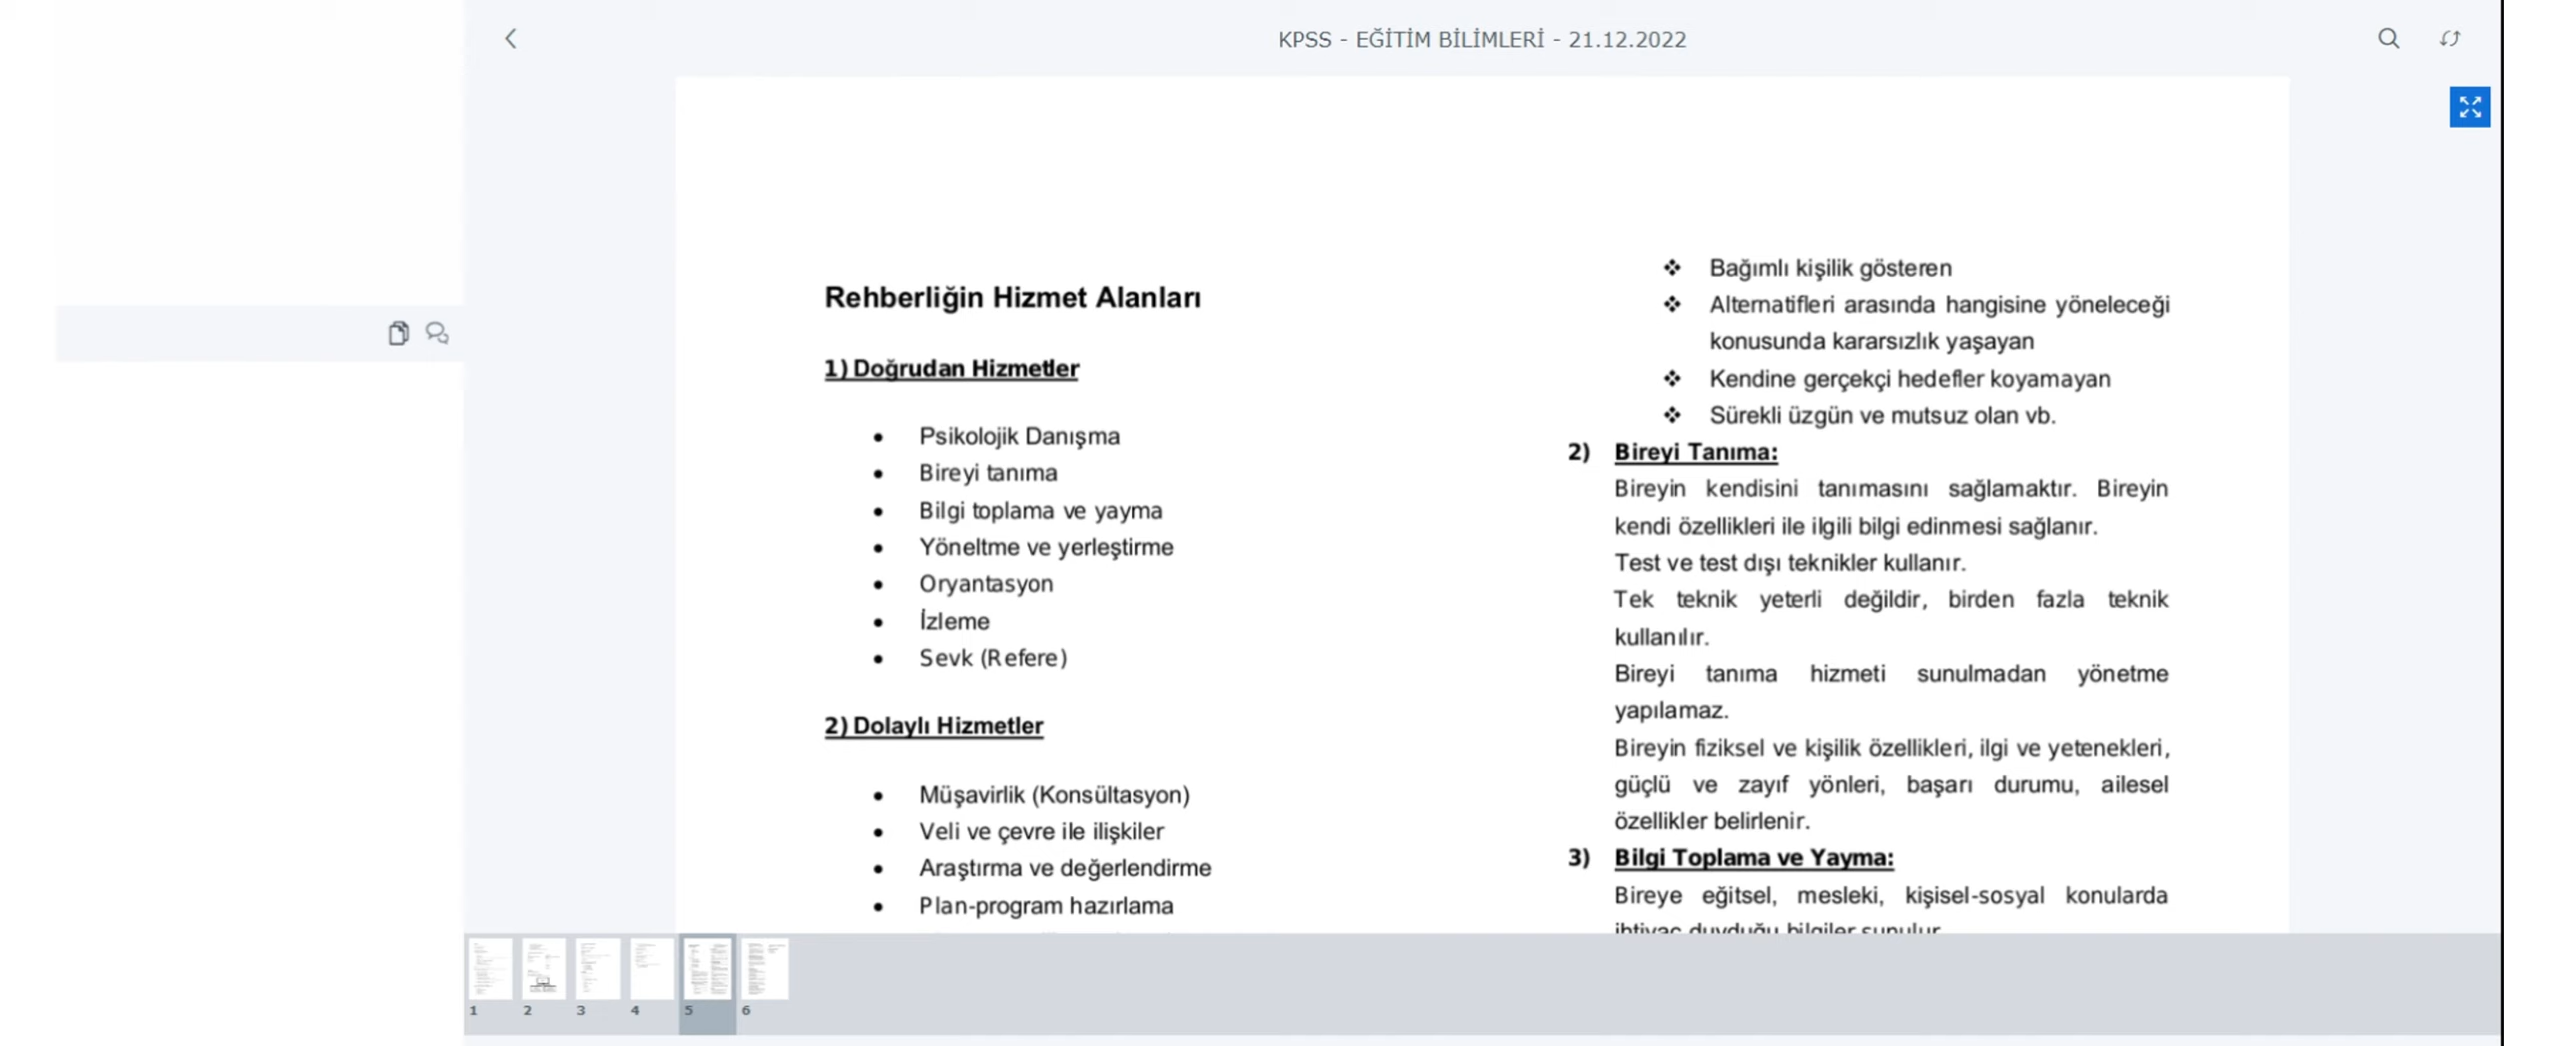 KPSS - EĞİTİM BİLİMLERİ - 21.12.2022
Rehberliğin Hizmet Alanları
1) Doğrudan Hizmetler
• Psikolojik Danışma
• Bireyi tanıma
• Bilgi toplama ve yayma
• Yöneltme ve yerleştirme
• Oryantasyon
• İzleme
• Sevk (Refere)
2) Dolaylı Hizmetler
• Müşavirlik (Konsültasyon)
• Veli ve çevre ile ilişkiler
• Araştırma ve değerlendirme
• Plan-program hazırlama
❖ Bağımlı kişilik gösteren
❖ Alternatifleri arasında hangisine yöneleceği
konusunda kararsızlık yaşayan
❖ Kendine gerçekçi hedefler koyamayan
❖ Sürekli üzgün ve mutsuz olan vb.
2) Bireyi Tanıma:
Bireyin kendisini tanımasını sağlamaktır. Bireyin
kendi özellikleri ile ilgili bilgi edinmesi sağlanır.
Test ve test dışı teknikler kullanır.
Tek teknik yeterli değildir, birden fazla teknik
kullanılır.
Bireyi tanıma hizmeti sunulmadan yönetme
yapılamaz.
Bireyin fiziksel ve kişilik özellikleri, ilgi ve yetenekleri,
güçlü ve zayıf yönleri, başarı durumu, ailesel
özellikler belirlenir.
3) Bilgi Toplama ve Yayma:
Bireye eğitsel, mesleki, kişisel-sosyal konularda
ihtiyaç duyduğu bilgiler sunulur
1 2 3 4 5 6